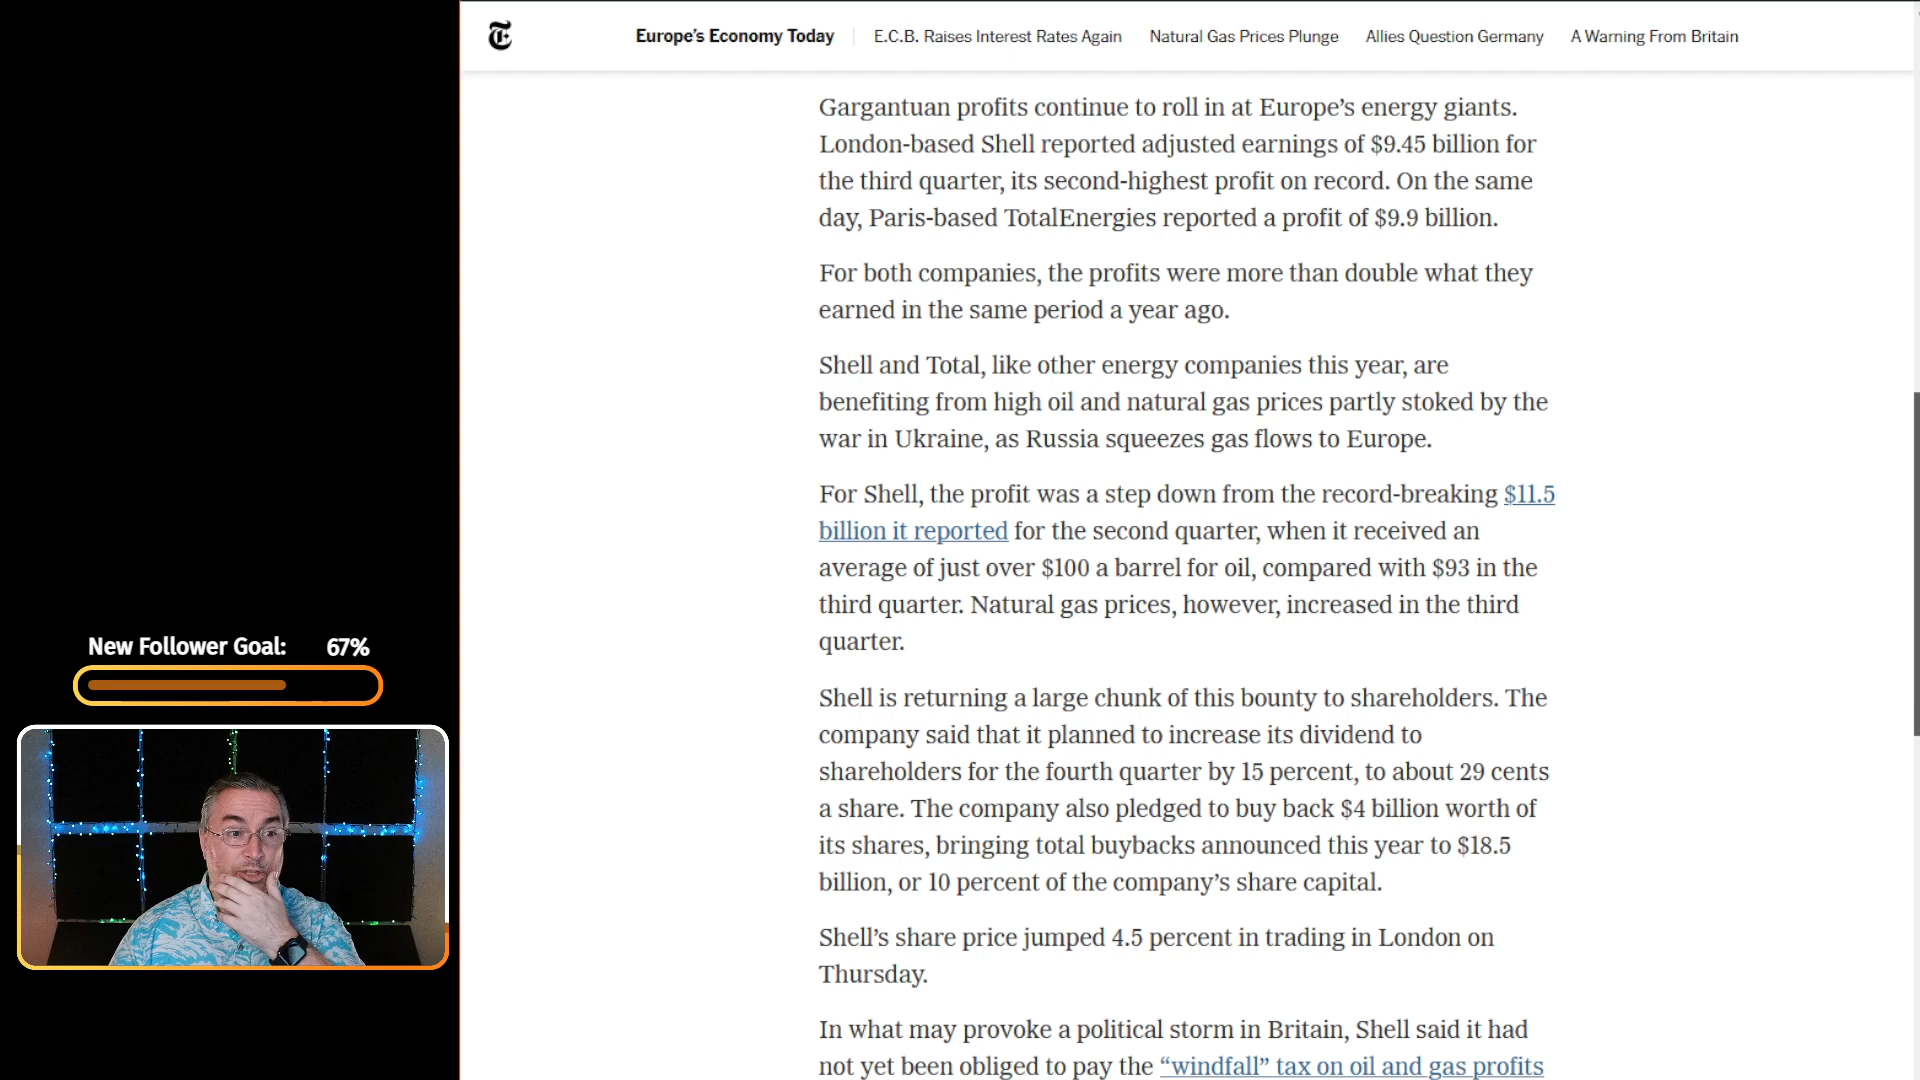 Europe’s Economy Today
E.C.B. Raises Interest Rates Again
Natural Gas Prices Plunge
Allies Question Germany
A Warning From Britain
Gargantuan profits continue to roll in at Europe’s energy giants.
London-based Shell reported adjusted earnings of $9.45 billion for
the third quarter, its second-highest profit on record. On the same
day, Paris-based TotalEnergies reported a profit of $9.9 billion.
For both companies, the profits were more than double what they
earned in the same period a year ago.
Shell and Total, like other energy companies this year, are
benefiting from high oil and natural gas prices partly stoked by the
war in Ukraine, as Russia squeezes gas flows to Europe.
For Shell, the profit was a step down from the record-breaking $11.5
billion it reported for the second quarter, when it received an
average of just over $100 a barrel for oil, compared with $93 in the
third quarter. Natural gas prices, however, increased in the third
quarter.
Shell is returning a large chunk of this bounty to shareholders. The
company said that it planned to increase its dividend to
shareholders for the fourth quarter by 15 percent, to about 29 cents
a share. The company also pledged to buy back $4 billion worth of
its shares, bringing total buybacks announced this year to $18.5
billion, or 10 percent of the company’s share capital.
Shell’s share price jumped 4.5 percent in trading in London on
Thursday.
In what may provoke a political storm in Britain, Shell said it had
not yet been obliged to pay the “windfall” tax on oil and gas profits
New Follower Goal: 67%